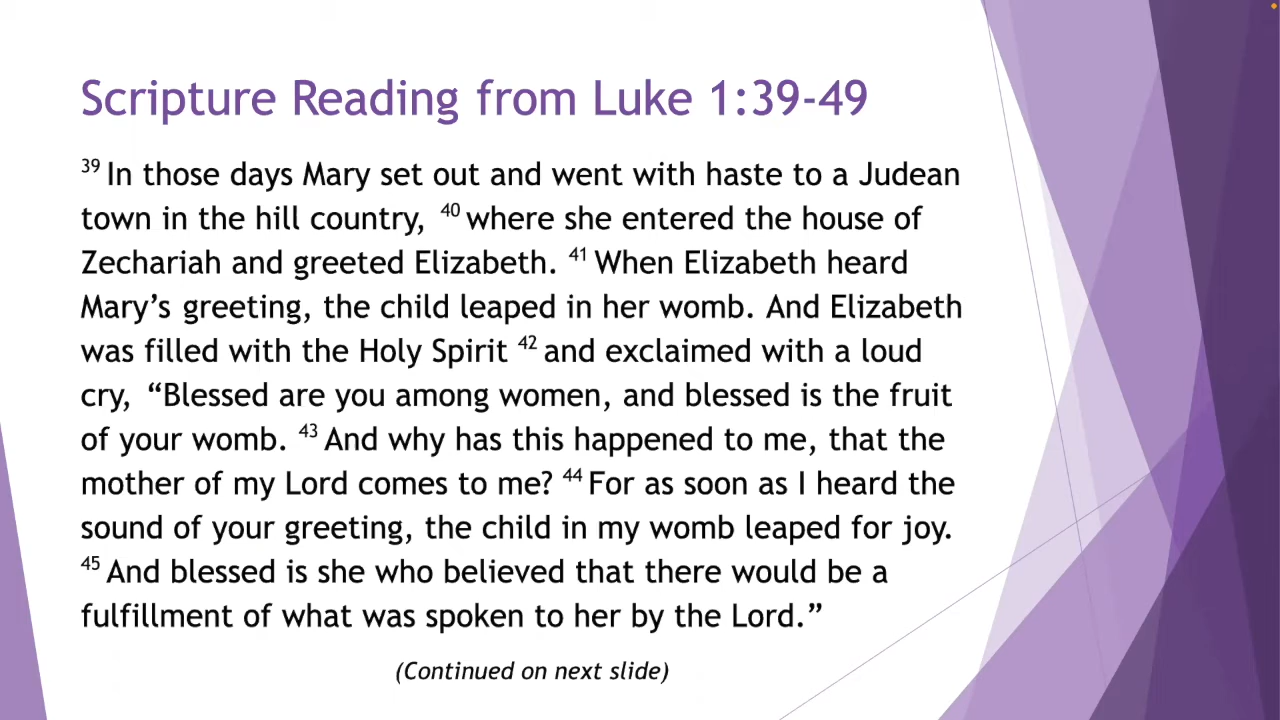 Scripture Reading from Luke 1:39-49
39 In those days Mary set out and went with haste to a Judean
town in the hill country, 40 where she entered the house of
Zechariah and greeted Elizabeth. 41 When Elizabeth heard
Mary’s greeting, the child leaped in her womb. And Elizabeth
was filled with the Holy Spirit 42 and exclaimed with a loud
cry, “Blessed are you among women, and blessed is the fruit
of your womb. 43 And why has this happened to me, that the
mother of my Lord comes to me? 44 For as soon as I heard the
sound of your greeting, the child in my womb leaped for joy.
45 And blessed is she who believed that there would be a
fulfillment of what was spoken to her by the Lord.”
(Continued on next slide)